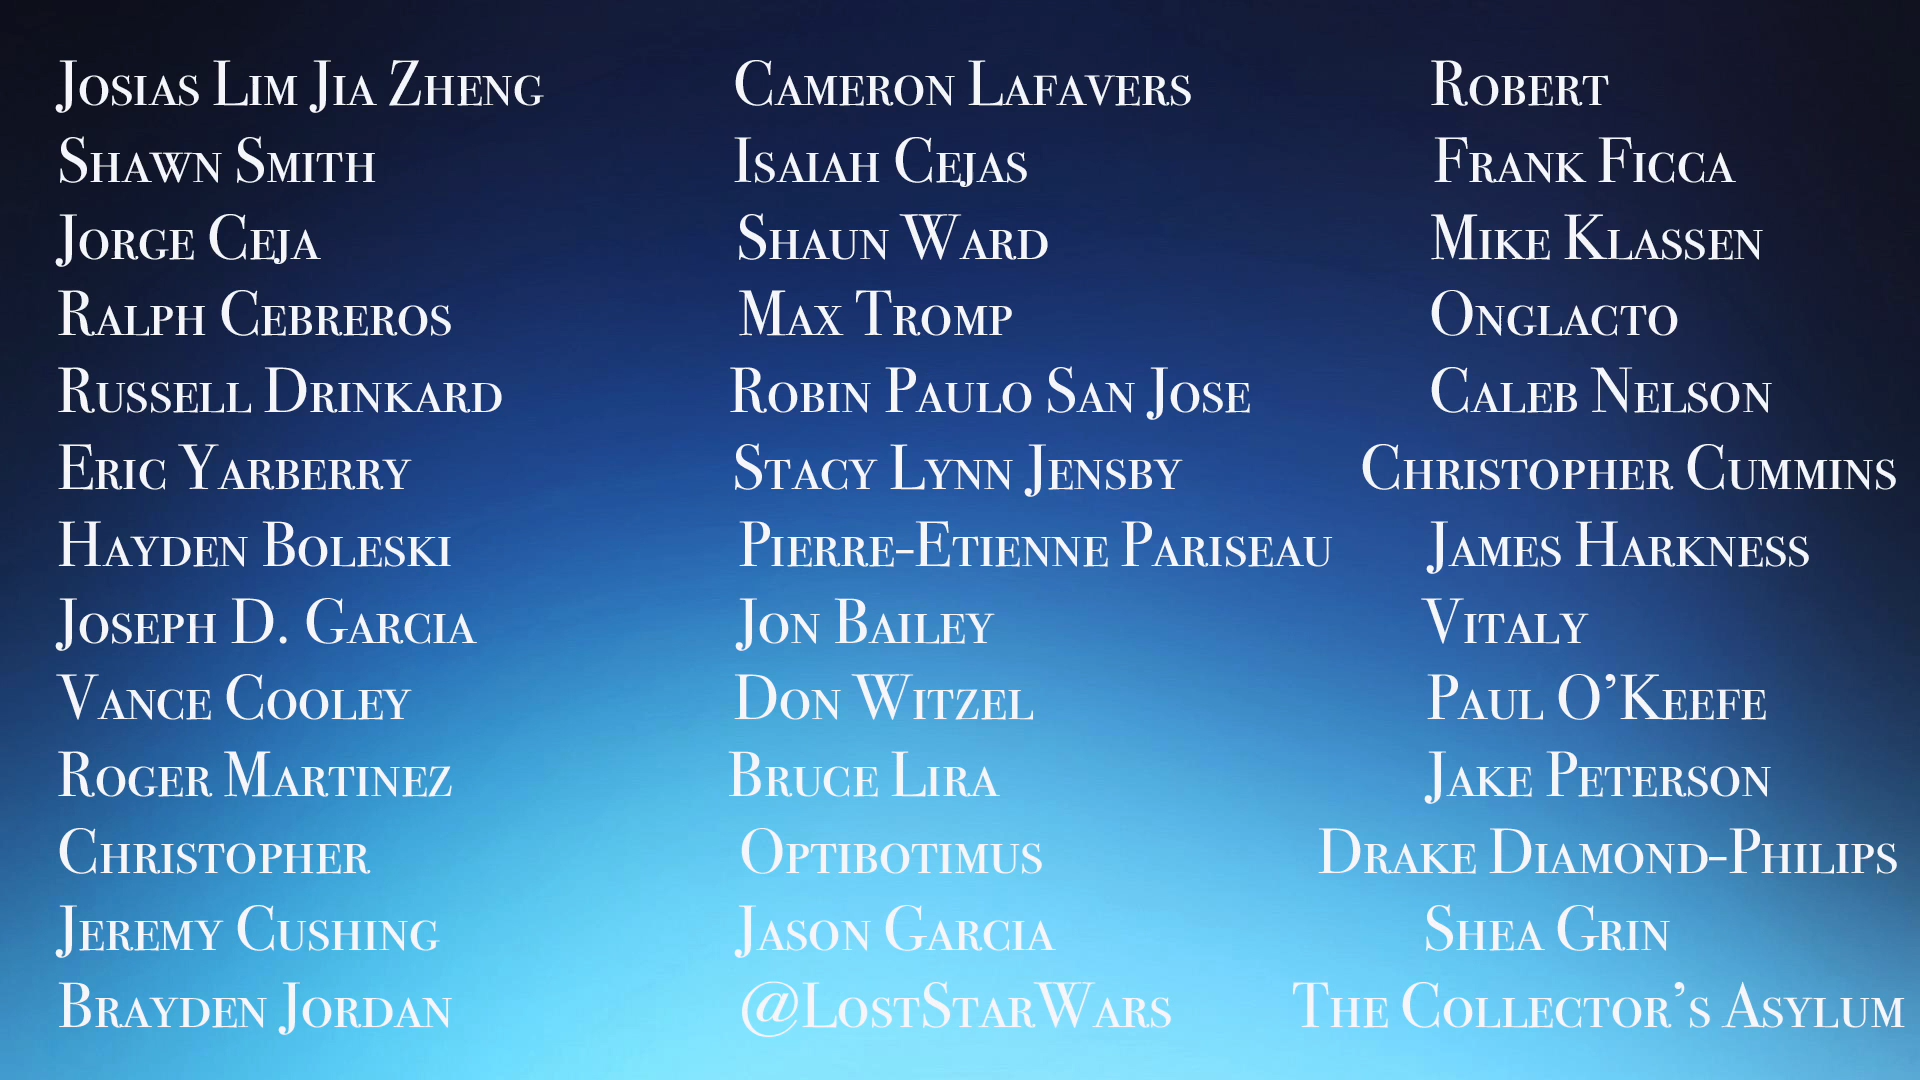 Josias Lim Jia Zheng
Shawn Smith
Jorge Ceja
Ralph Cebreros
Russell Drinkard
Eric Yarberry
Hayden Boleski
Joseph D. Garcia
Vance Cooley
Roger Martinez
Christopher
Jeremy Cushing
Brayden Jordan
Cameron Lafavers
Isaiah Cejas
Shaun Ward
Max Tromp
Robin Paulo San Jose
Stacy Lynn Jensby
Pierre-Etienne Pariseau
Jon Bailey
Don Witzel
Bruce Lira
Optibotimus
Jason Garcia
@LostStarWars
Robert
Frank Ficca
Mike Klassen
Onglacto
Caleb Nelson
Christopher Cummins
James Harkness
Vitaly
Paul O’Keefe
Jake Peterson
Drake Diamond-Philips
Shea Grin
The Collector’s Asylum